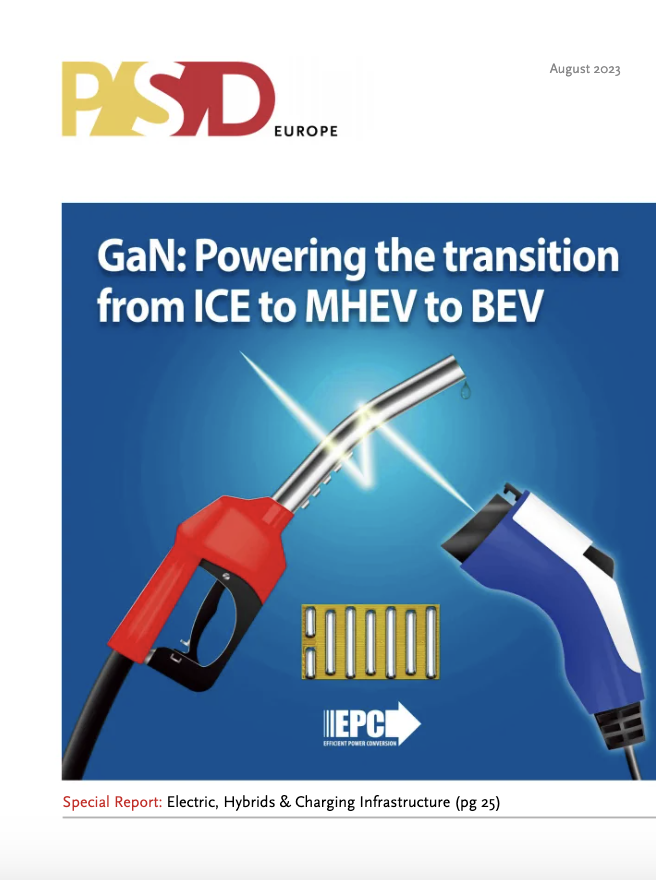 August 2023
PSD
EUROPE
GaN: Powering the transition
from ICE to MHEV to BEV
EPC
EFFICIENT POWER CONVERSION
Special Report: Electric, Hybrids & Charging Infrastructure (pg 25)